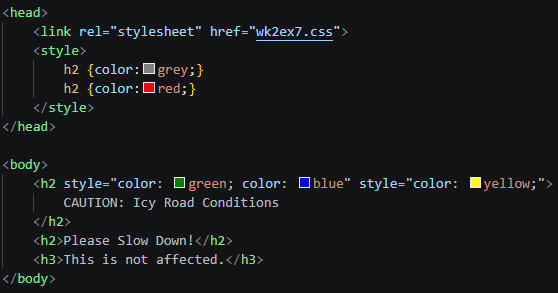 <head>
<link rel="stylesheet" href="wk2ex7.css">
<style>
h2 {color:grey;}
h2 {color:red;}
</style>
</head>
<body>
<h2 style="color: green; color: blue" style="color: yellow;">
CAUTION: Icy Road Conditions
</h2>
<h2>Please Slow Down!</h2>
<h3>This is not affected.</h3>
</body>